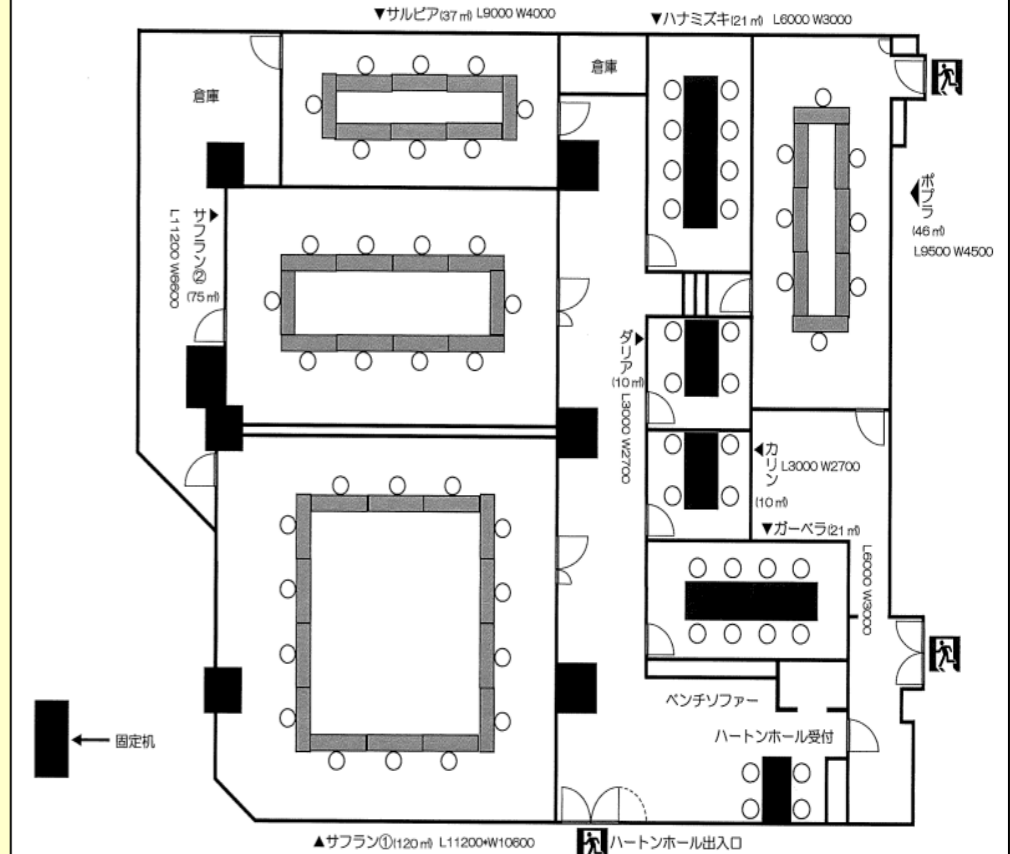 ▼サルビア(37㎡) L9000 W4000
▼ハナミズキ(21㎡) L6000 W3000
倉庫
倉庫
▲サフラン②
(75㎡)
L11200 W6600
▲ポプラ
(46㎡)
L9500 W4500
▲ダリア
(10㎡)
L3000 W2700
▲カリン
L3000 W2700
(10㎡)
▼ガーベラ(21㎡)
L6000 W3000
ベンチソファー
ハートンホール受付
固定机
▲サフラン①(120㎡) L11200*W10600
ハートンホール出入口